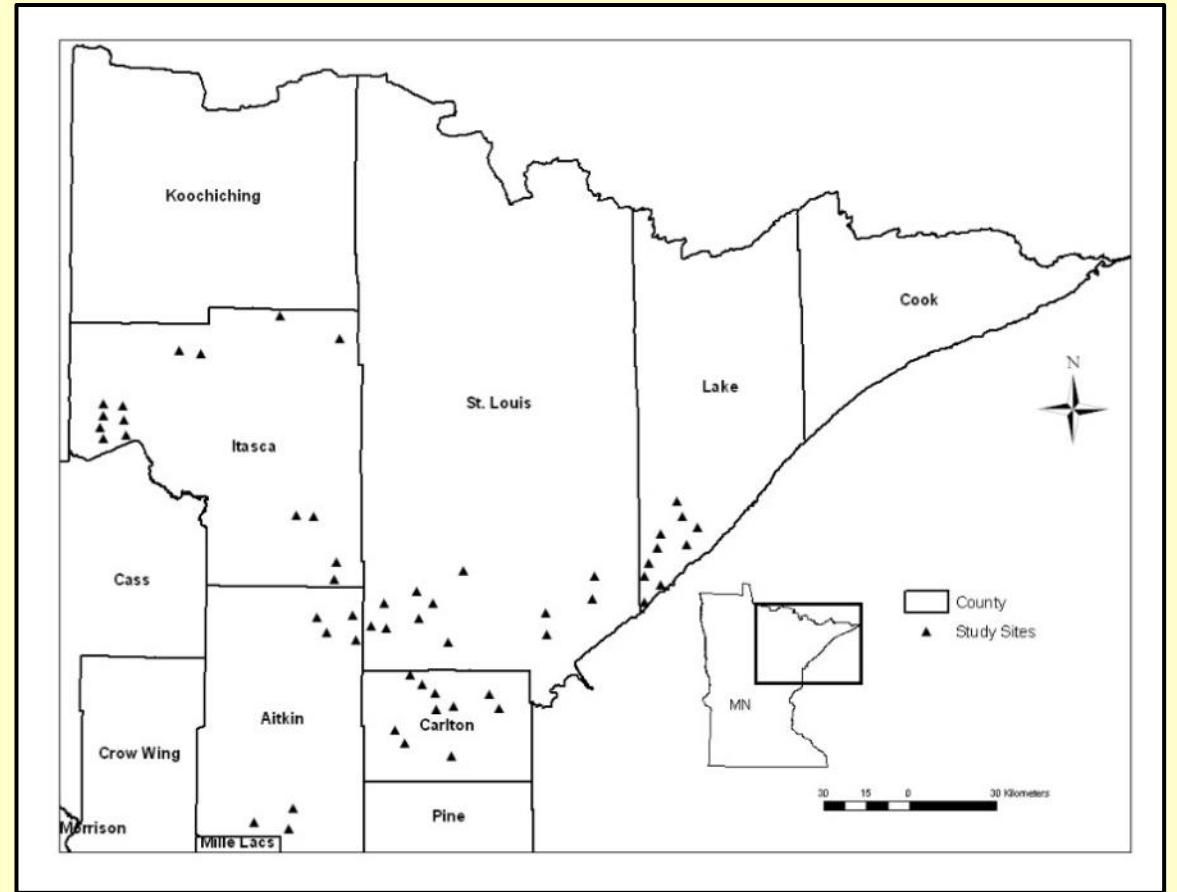 Koochiching
Cook
N
Lake
St. Louis
Itasca
Cass
County
Study Sites
MN
Aitkin
Carlton
Crow Wing
30 15 0 30 Kilometers
Pine
Morrison
Mille Lacs